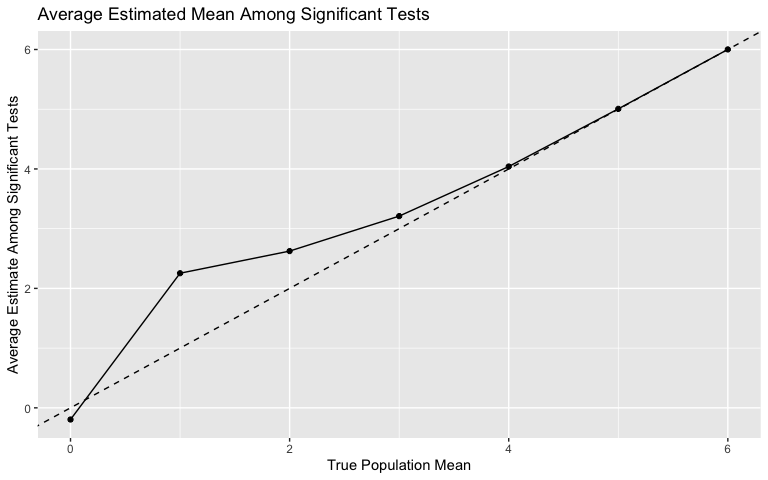 Average Estimated Mean Among Significant Tests
6
4
2
0
Average Estimate Among Significant Tests
0 2 4 6
True Population Mean